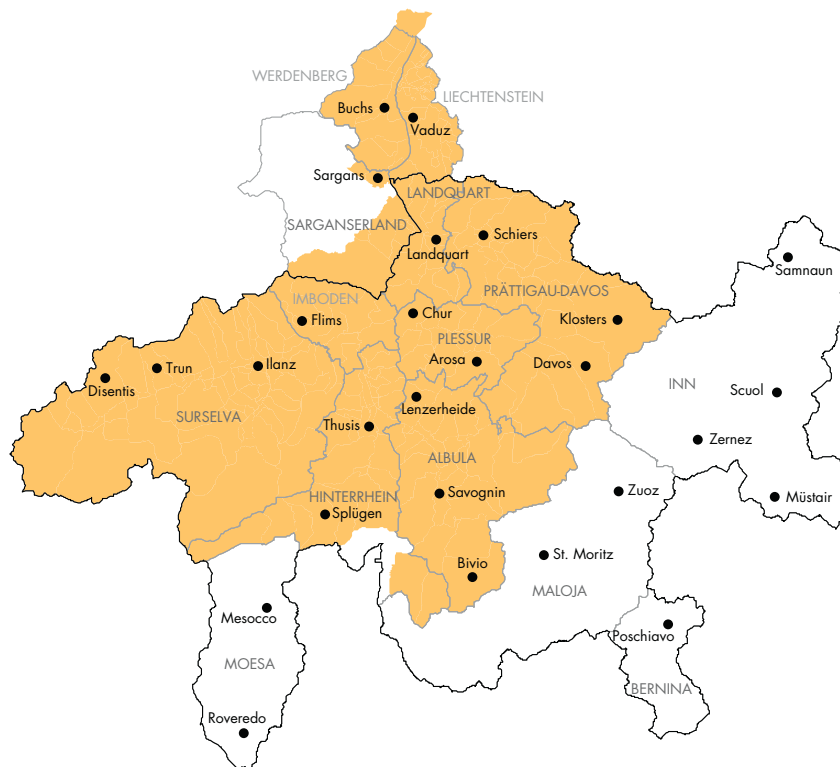 WERDENBERG
LIECHTENSTEIN
Buchs
Vaduz
Sargans
LANDQUART
SARGANSERLAND
Schiers
Landquart
Samnaun
PRÄTTIGAU-DAVOS
IMBODEN
Flims
Chur
Klosters
PLESSUR
Arosa
Davos
Trun
Ilanz
Disentis
INN
Scuol
SURSELVA
Lenzerheide
Thusis
Zernez
ALBULA
HINTERRHEIN
Savognin
Zuoz
Müstair
Splügen
Bivio
St. Moritz
MALOJA
Mesocco
Poschiavo
MOESA
BERNINA
Roveredo